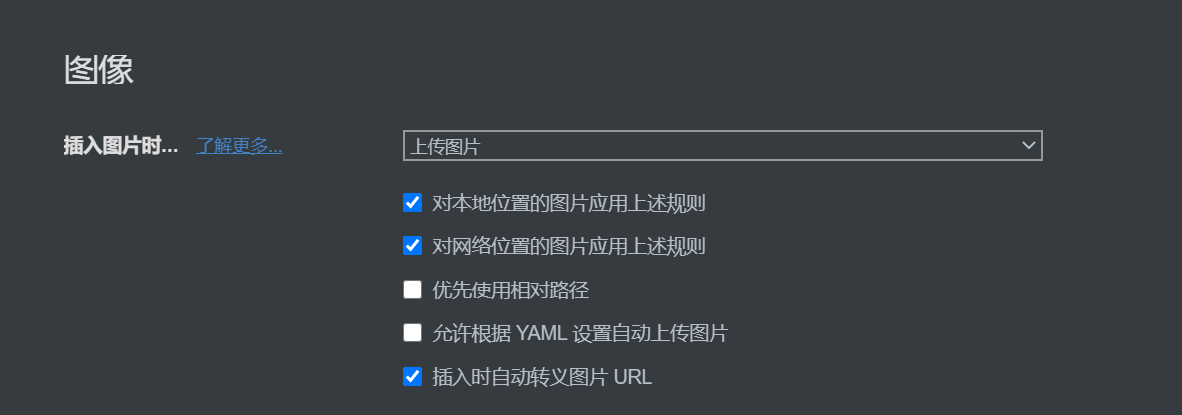 图像
插入图片时... 了解更多...
上传图片
对本地位置的图片应用上述规则
对网络位置的图片应用上述规则
优先使用相对路径
允许根据 YAML 设置自动上传图片
插入时自动转义图片 URL